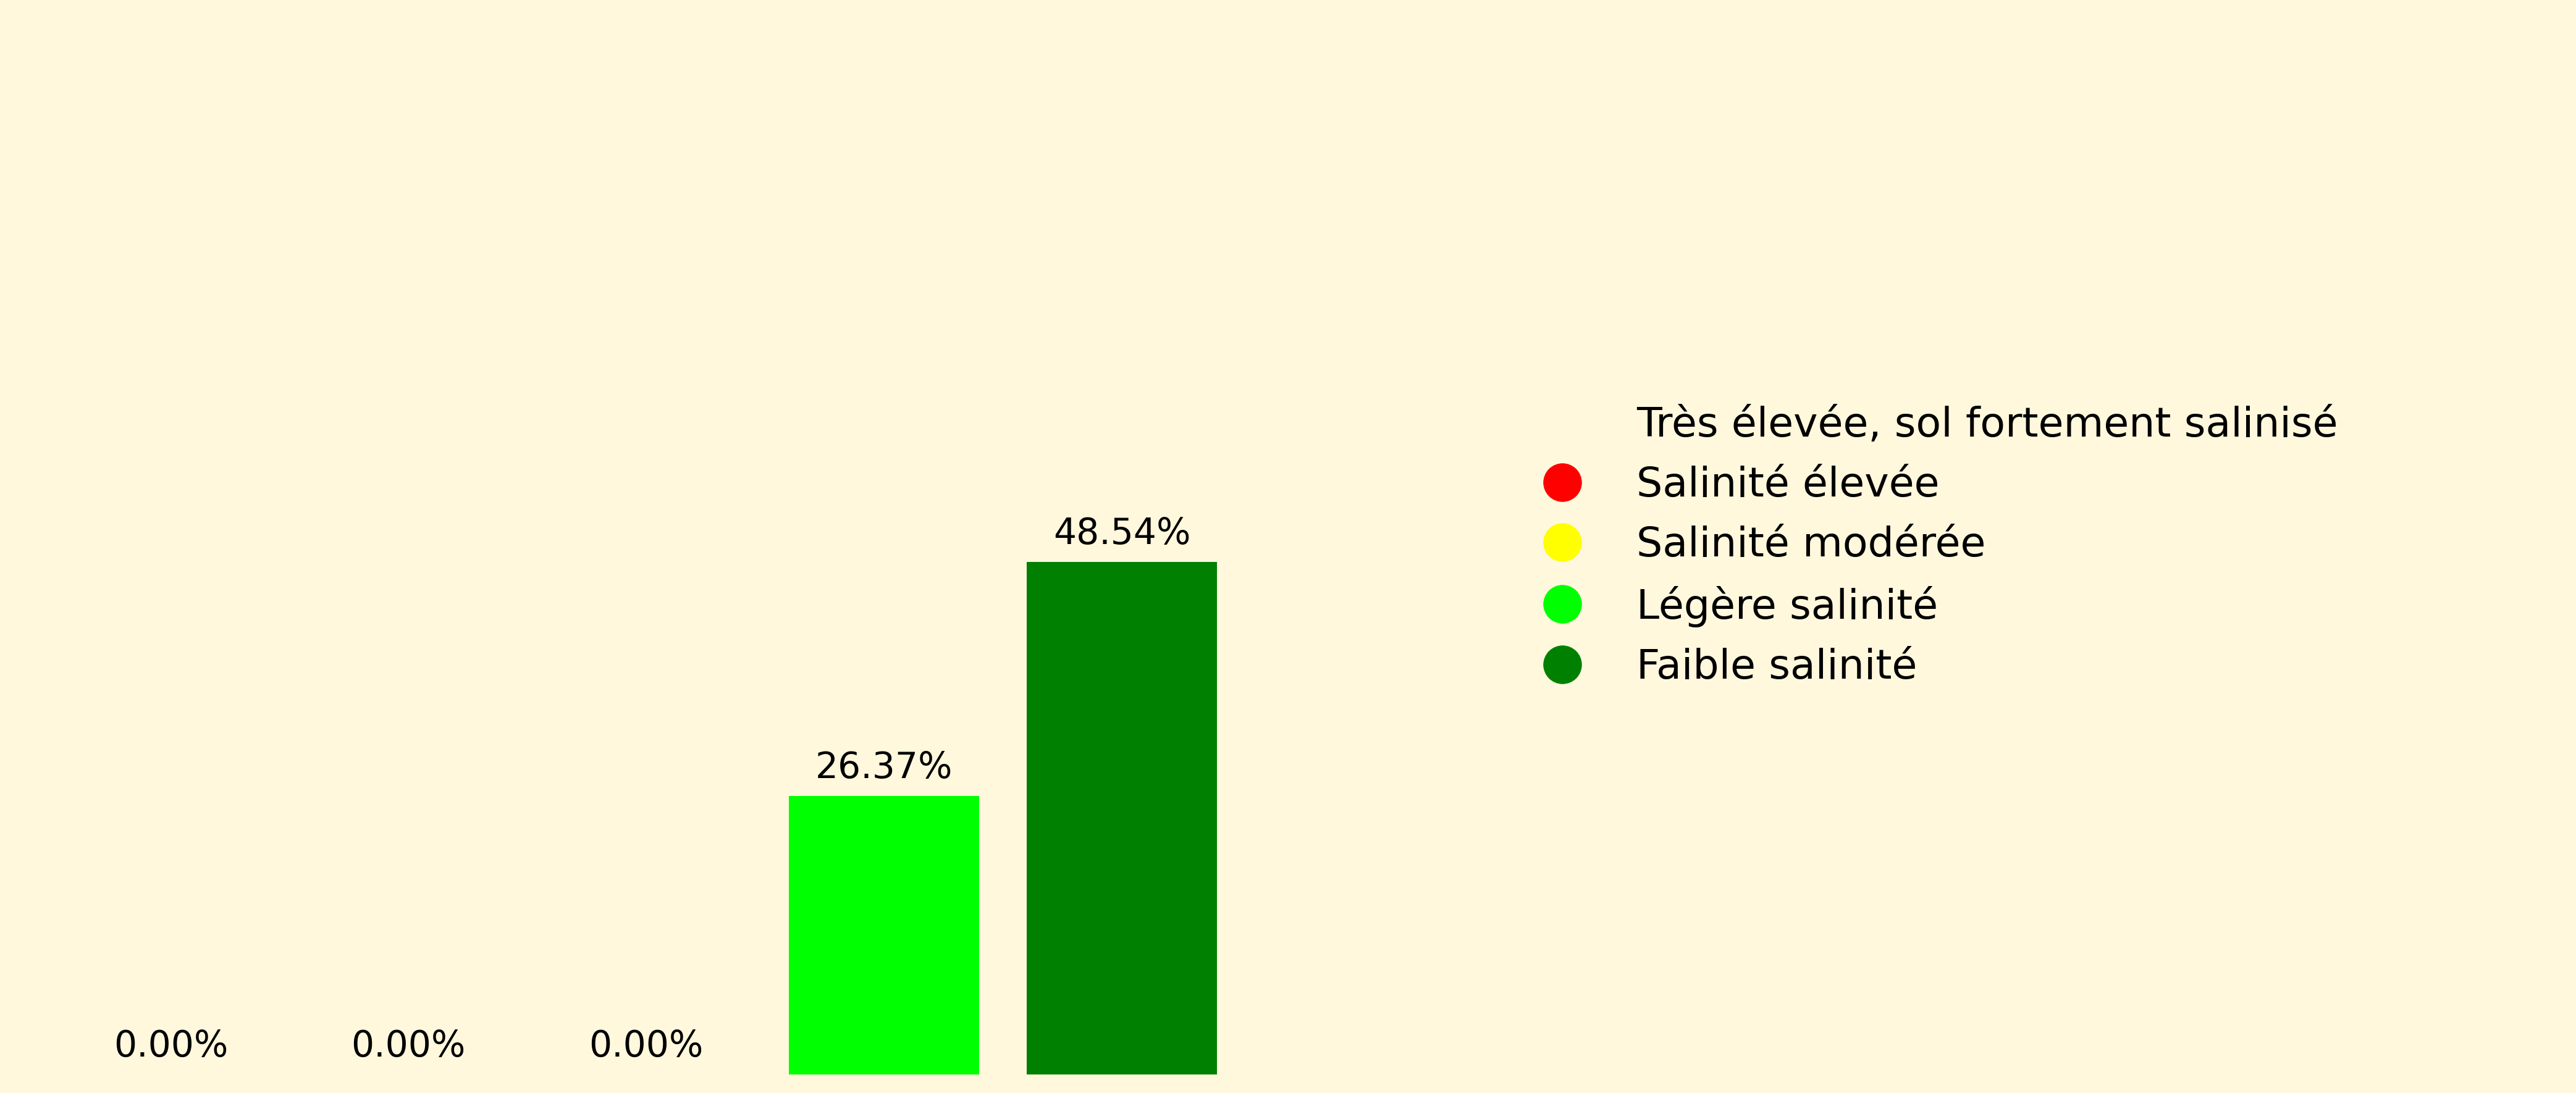 Très élevée, sol fortement salinisé
Salinité élevée
Salinité modérée
Légère salinité
Faible salinité
48.54%
26.37%
0.00%
0.00%
0.00%